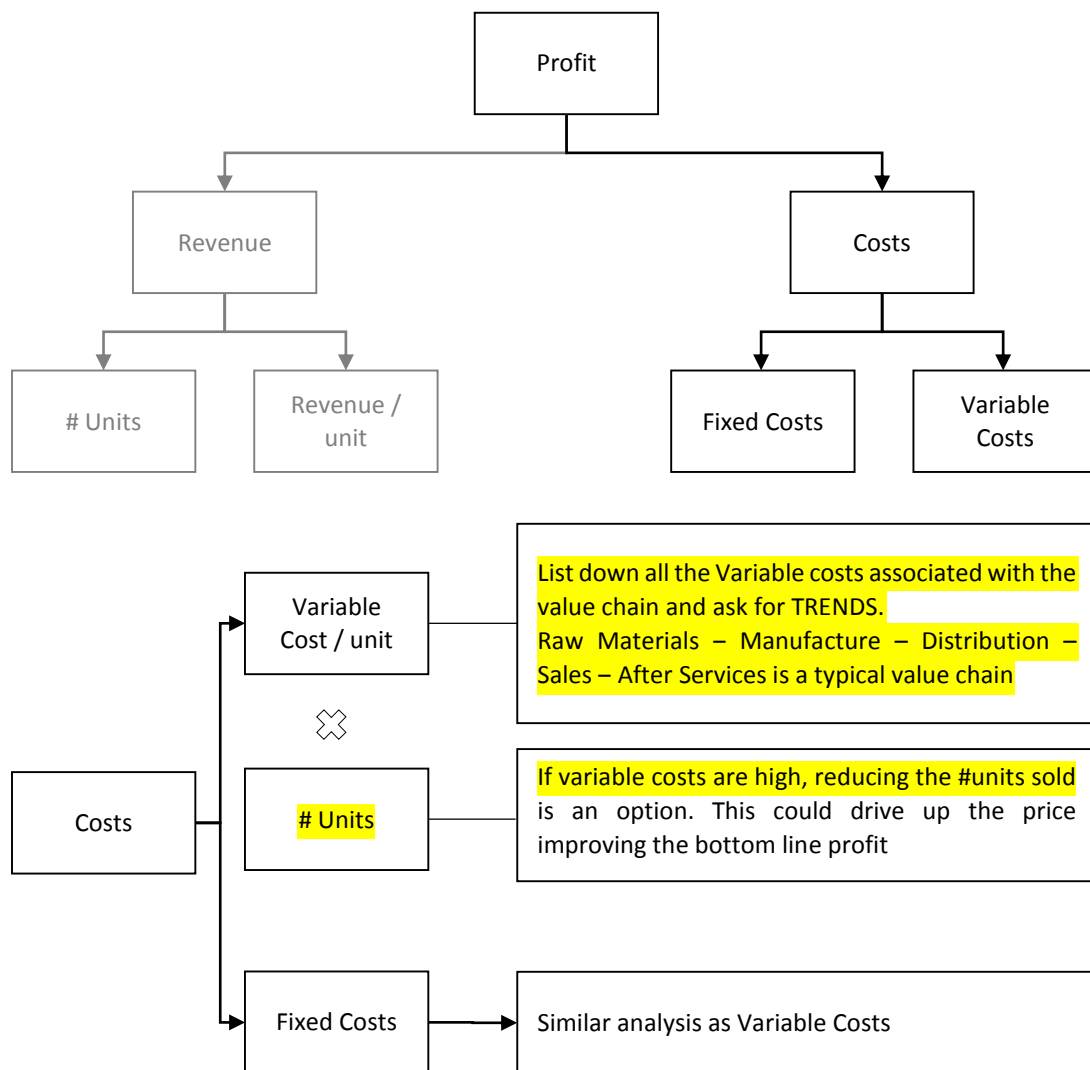 Profit
Revenue
Costs
# Units
Revenue /
unit
Fixed Costs
Variable
Costs
Variable
Cost / unit
List down all the Variable costs associated with the
value chain and ask for TRENDS.
Raw Materials – Manufacture – Distribution –
Sales – After Services is a typical value chain
Costs
# Units
If variable costs are high, reducing the #units sold
is an option. This could drive up the price
improving the bottom line profit
Fixed Costs
Similar analysis as Variable Costs